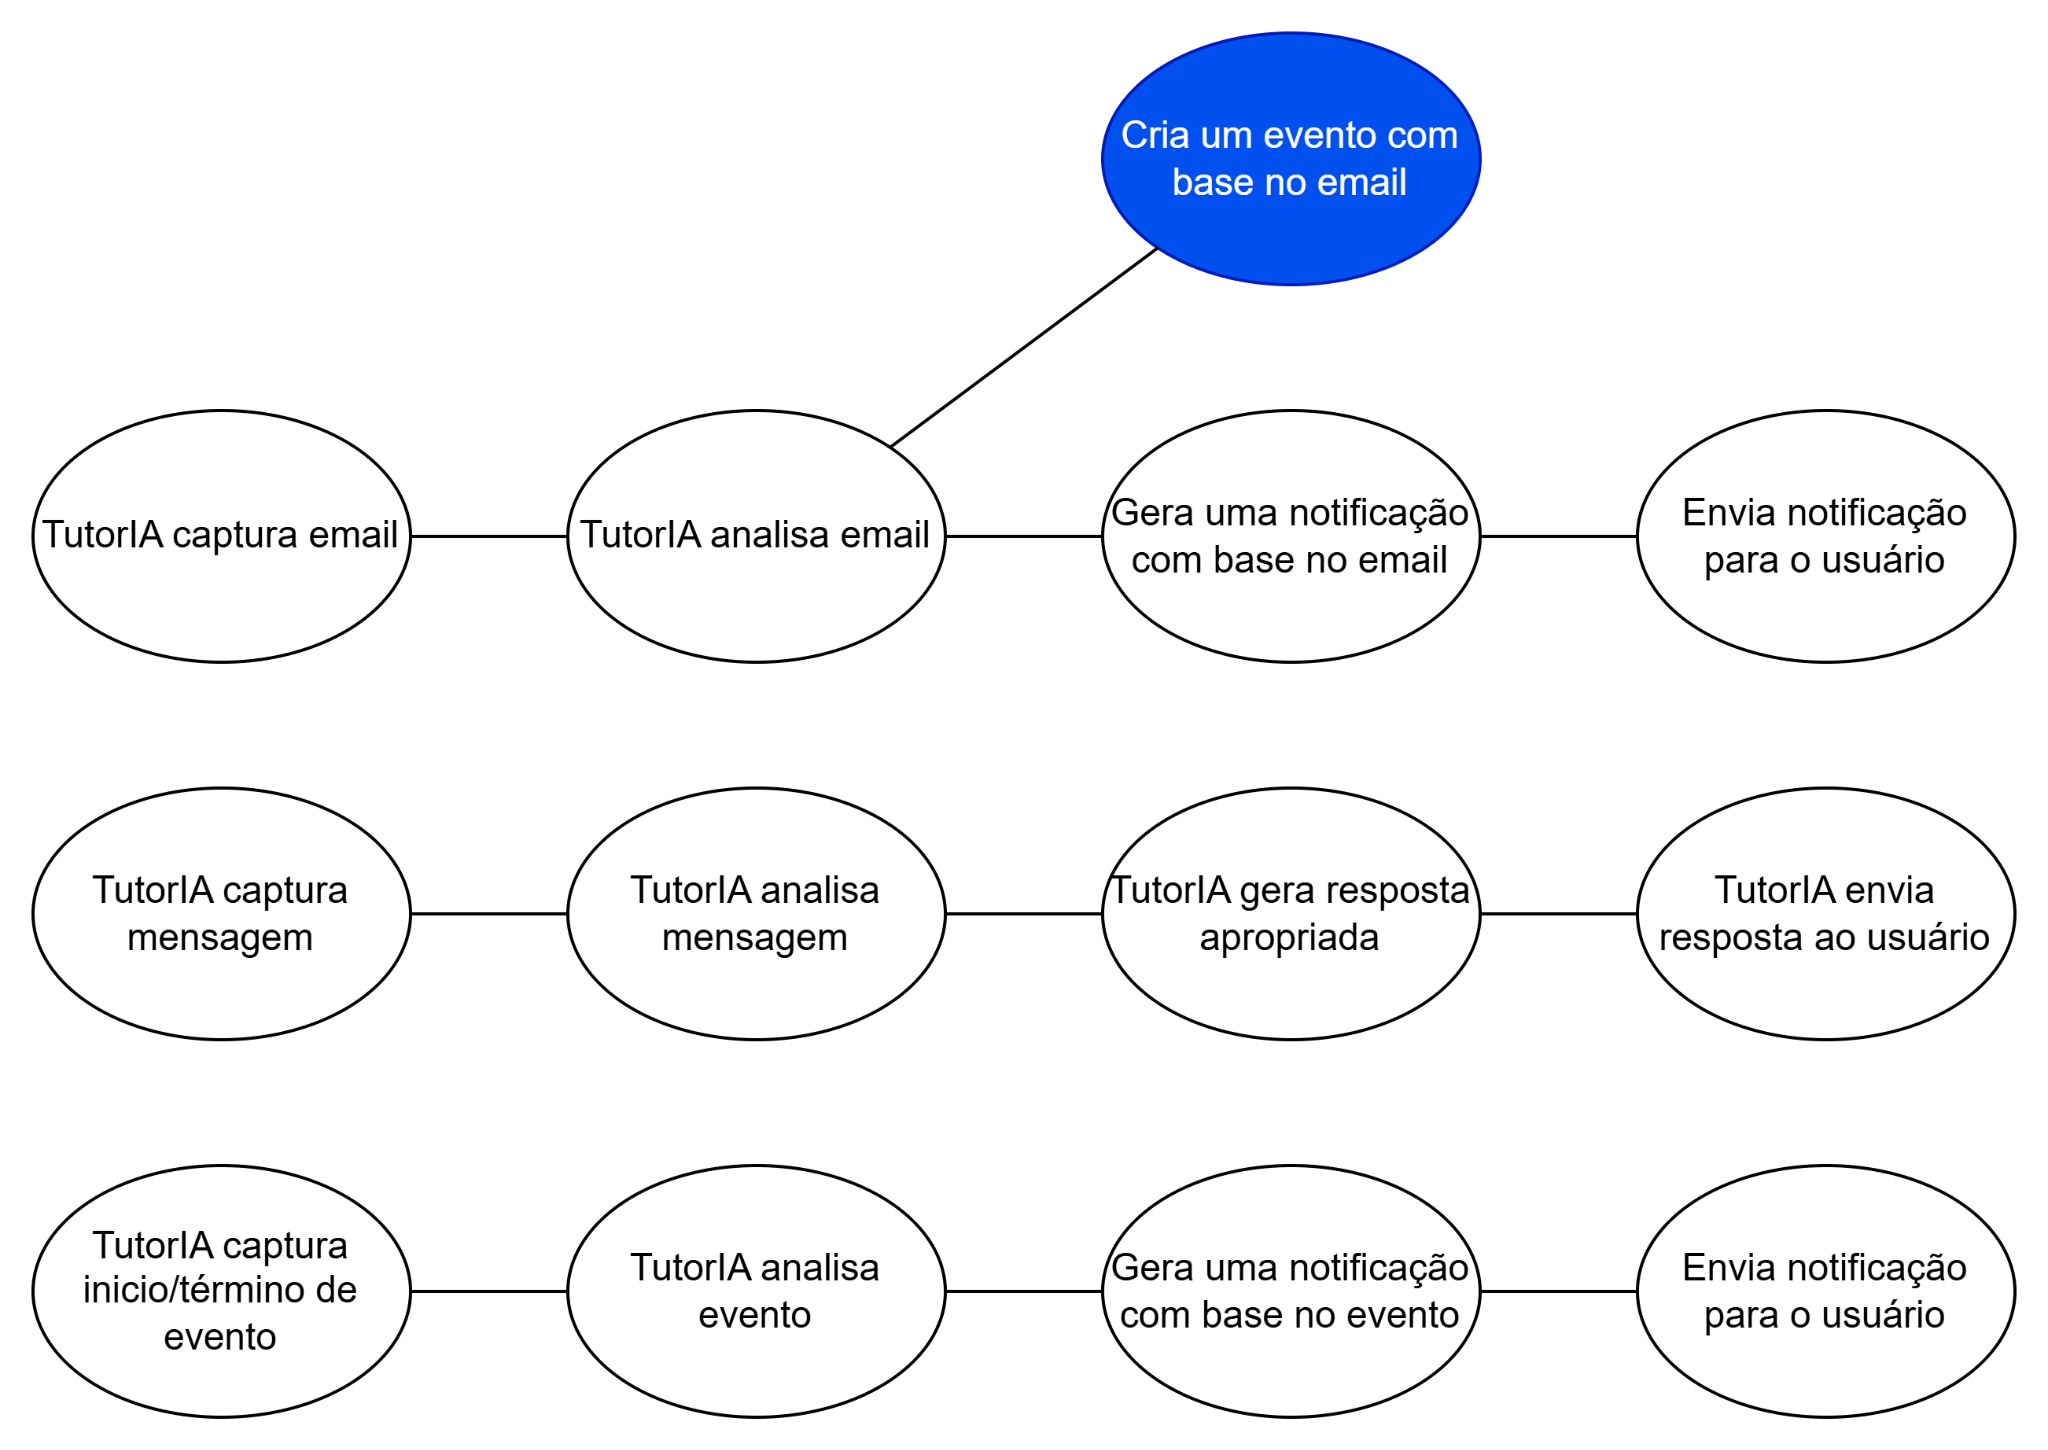 Cria um evento com
base no email
TutorIA captura email
TutorIA analisa email
Gera uma notificação
com base no email
Envia notificação
para o usuário
TutorIA captura
mensagem
TutorIA analisa
mensagem
TutorIA gera resposta
apropriada
TutorIA envia
resposta ao usuário
TutorIA captura
inicio/término de
evento
TutorIA analisa
evento
Gera uma notificação
com base no evento
Envia notificação
para o usuário